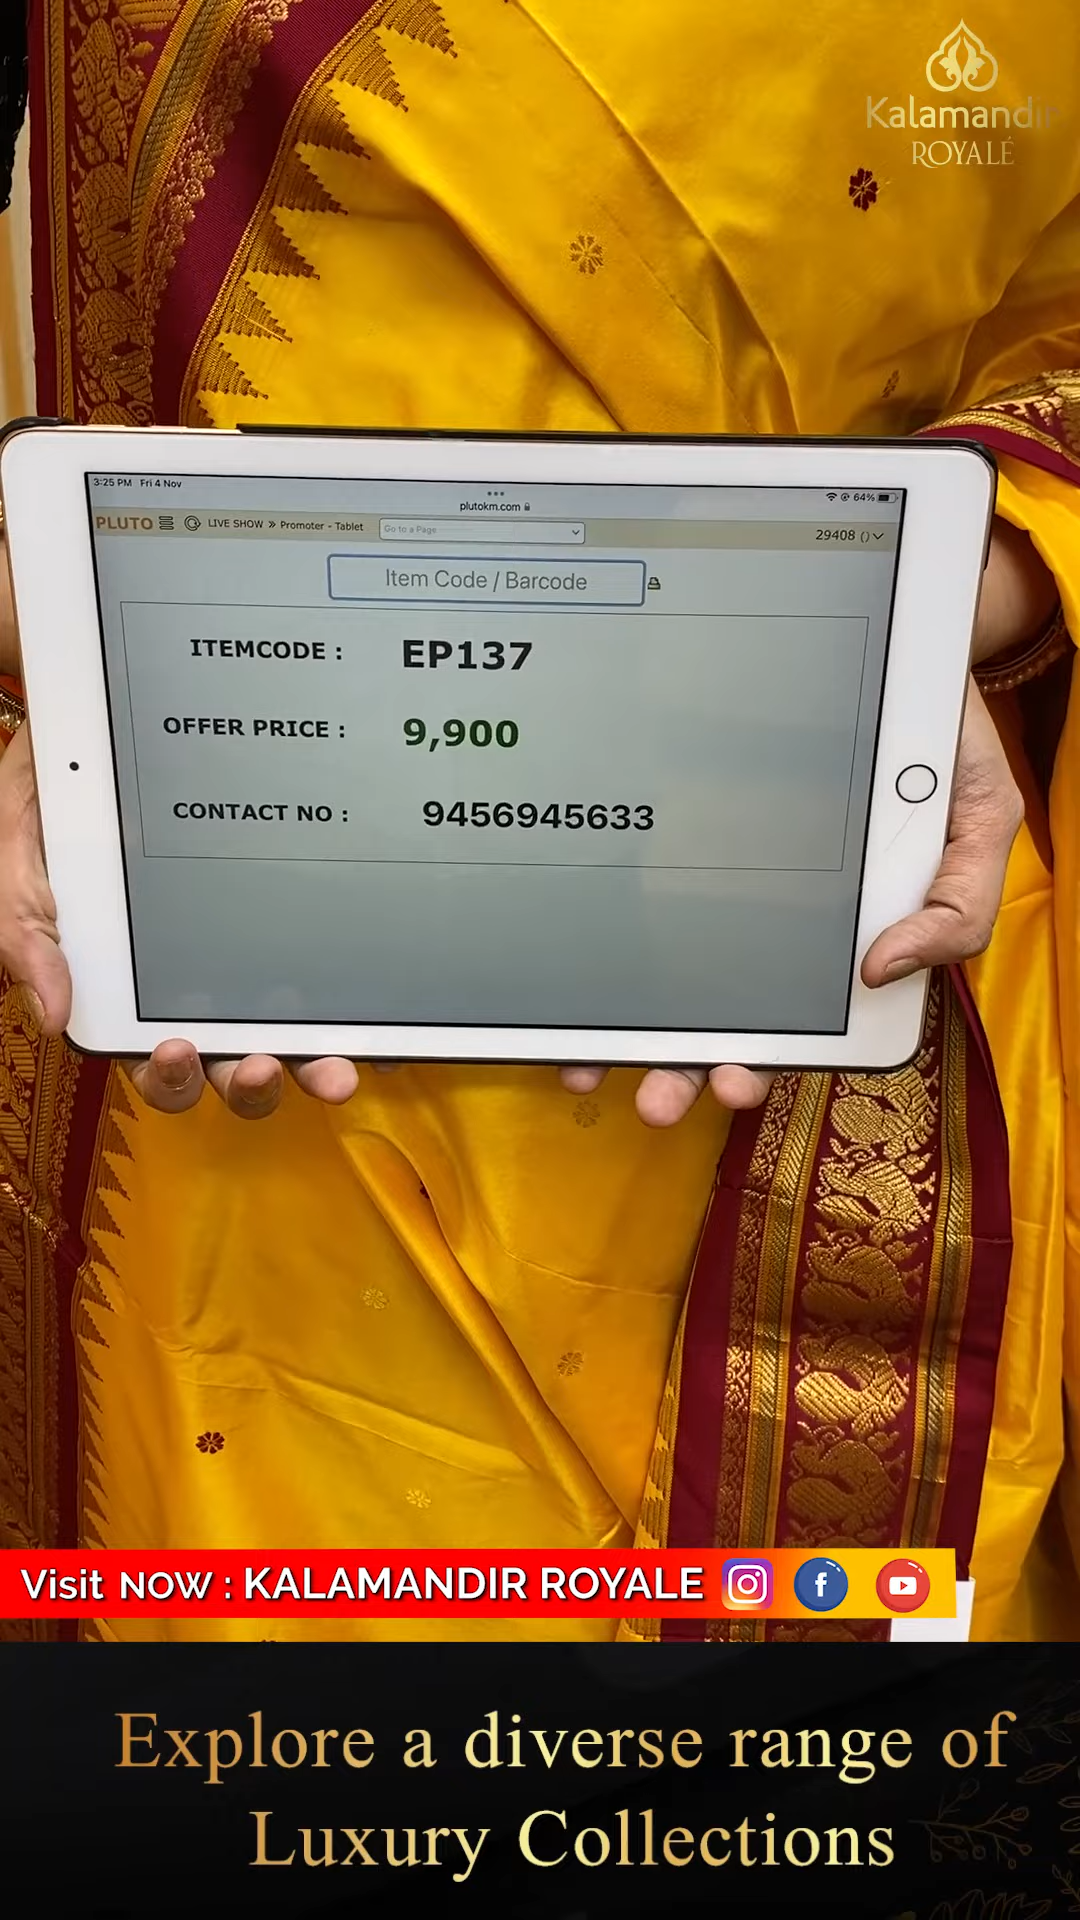 Kalamandir
ROYALÉ
3:25 PM Fri 4 Nov
plutokm.com
64%
PLUTO LIVE SHOW » Promoter - Tablet Go to a Page 29408 ()
Item Code / Barcode
ITEMCODE : EP137
OFFER PRICE : 9,900
CONTACT NO : 9456945633
Visit NOW : KALAMANDIR ROYALE
Explore a diverse range of
Luxury Collections